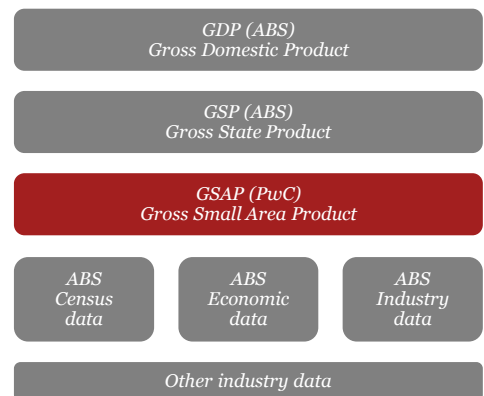 GDP (ABS)
Gross Domestic Product
GSP (ABS)
Gross State Product
GSAP (PwC)
Gross Small Area Product
ABS
Census
data
ABS
Economic
data
ABS
Industry
data
Other industry data